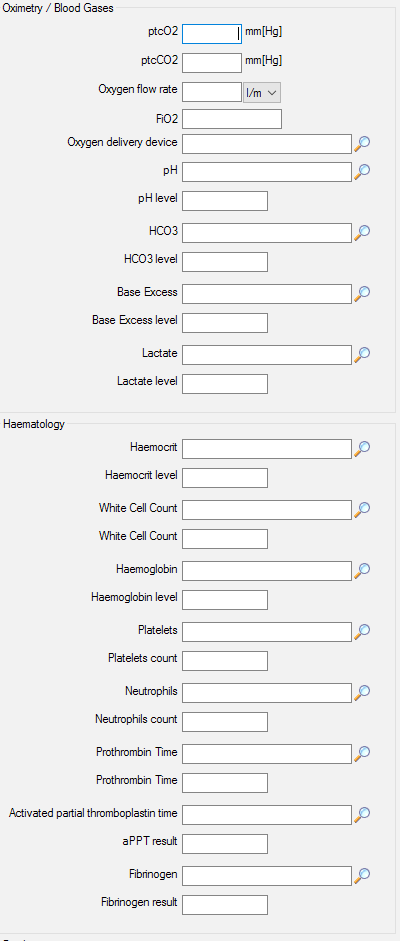 Oximetry / Blood Gases
ptcO2 mm[Hg]
ptcCO2 mm[Hg]
Oxygen flow rate l/m
FiO2
Oxygen delivery device
pH
pH level
HCO3
HCO3 level
Base Excess
Base Excess level
Lactate
Lactate level
Haematology
Haemocrit
Haemocrit level
White Cell Count
White Cell Count
Haemoglobin
Haemoglobin level
Platelets
Platelets count
Neutrophils
Neutrophils count
Prothrombin Time
Prothrombin Time
Activated partial thromboplastin time
aPPT result
Fibrinogen
Fibrinogen result